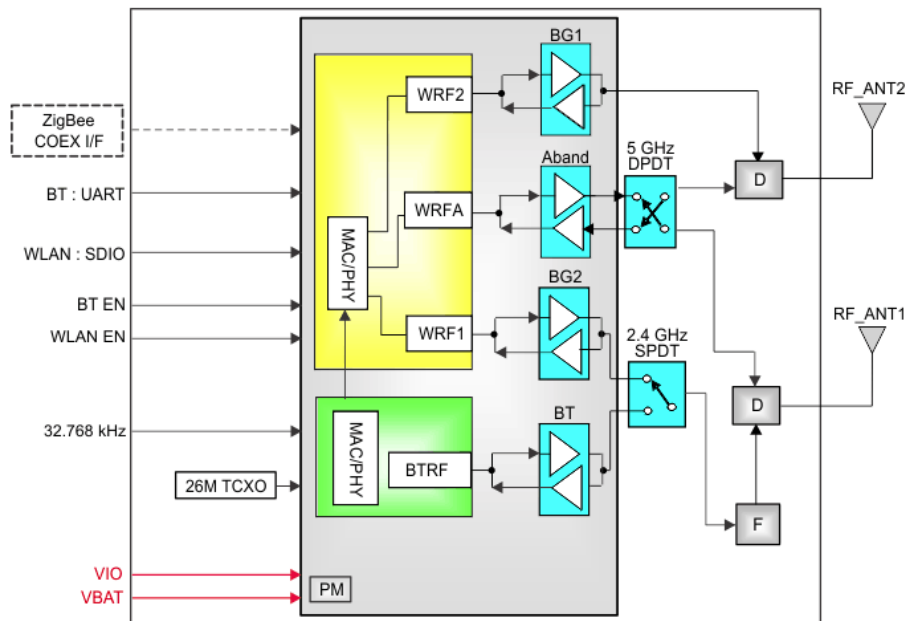 BG1
RF_ANT2
WRF2
ZigBee
COEX I/F
5 GHz
DPDT
Aband
D
BT : UART
WRFA
MAC/PHY
WLAN : SDIO
BG2
BT EN
RF_ANT1
WLAN EN
WRF1
2.4 GHz
SPDT
D
BT
32.768 kHz
MAC/PHY
BTRF
26M TCXO
F
VIO
PM
VBAT